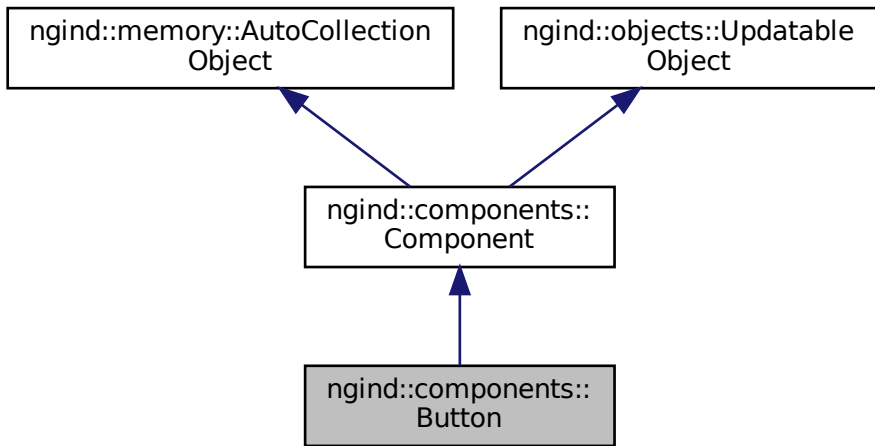 ngind::memory::AutoCollection
Object
ngind::objects::Updatable
Object
ngind::components::
Component
ngind::components::
Button